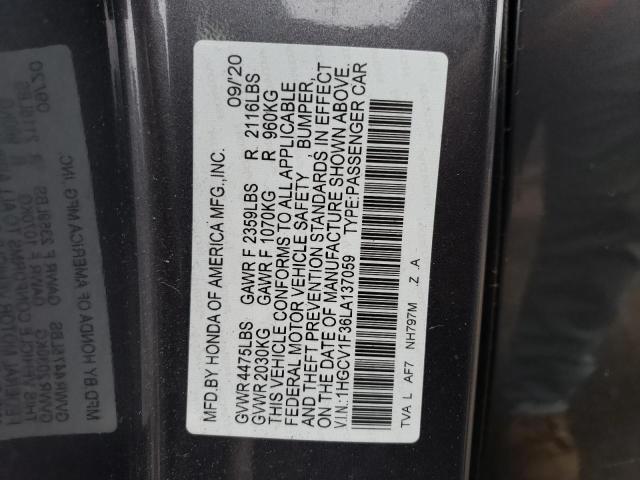 MFD.BY HONDA OF AMERICA MFG.,INC. 09/20
GVWR 4475LBS GAWR F 2359LBS R 2116LBS
GVWR 2030KG GAWR F 1070KG R 960KG
THIS VEHICLE CONFORMS TO ALL APPLICABLE
FEDERAL MOTOR VEHICLE SAFETY , BUMPER,
AND THEFT PREVENTION STANDARDS IN EFFECT
ON THE DATE OF MANUFACTURE SHOWN ABOVE.
V.I.N.:1HGCV1F36LA137059 TYPE:PASSENGER CAR
TVA L AF7 NH797M .Z .A